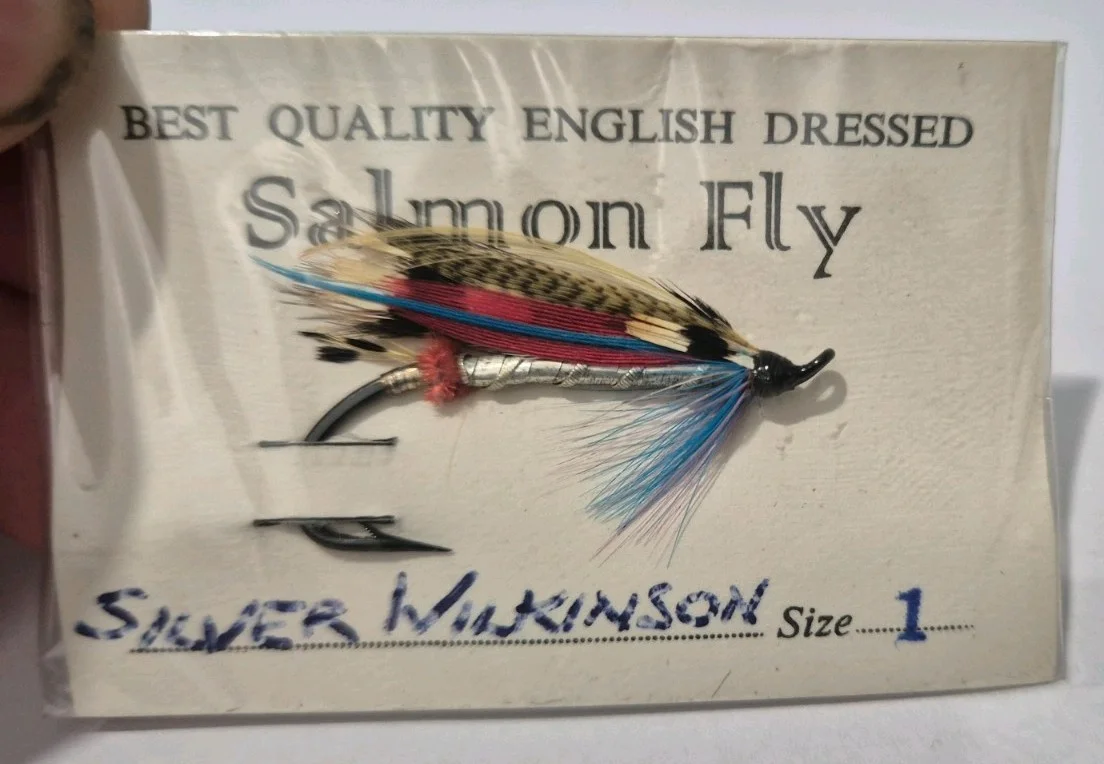 BEST QUALITY ENGLISH DRESSED
Salmon Fly
SILVER WILKINSON Size 1